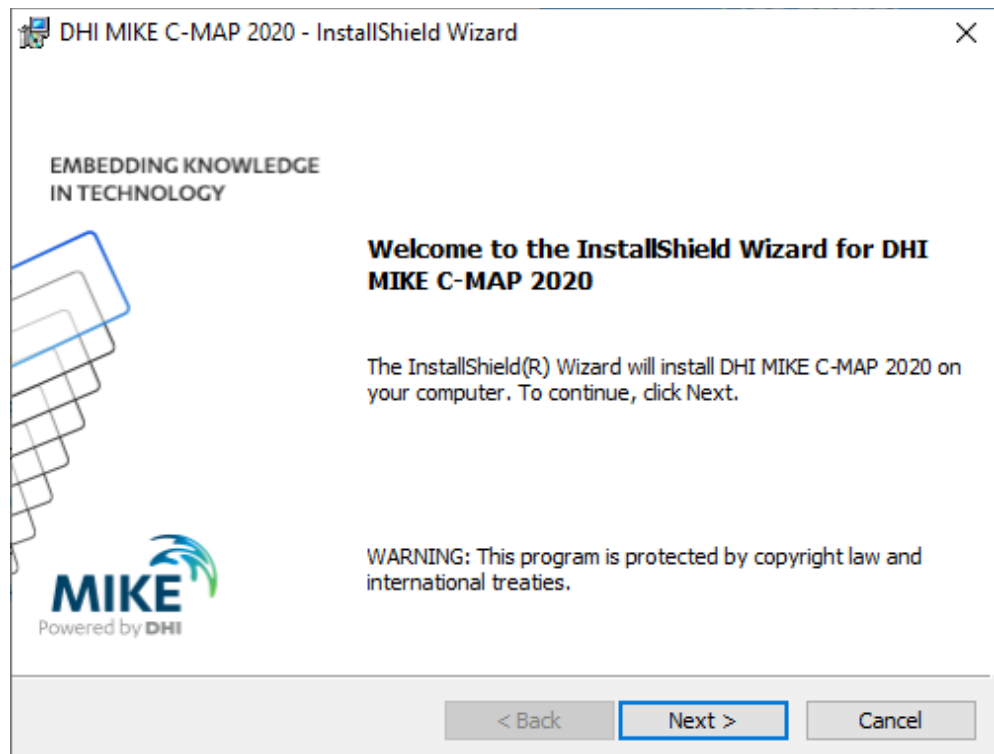 DHI MIKE C-MAP 2020 - InstallShield Wizard
EMBEDDING KNOWLEDGE
IN TECHNOLOGY
Welcome to the InstallShield Wizard for DHI
MIKE C-MAP 2020
The InstallShield(R) Wizard will install DHI MIKE C-MAP 2020 on
your computer. To continue, click Next.
WARNING: This program is protected by copyright law and
international treaties.
MIKE
Powered by DHI
< Back
Next >
Cancel